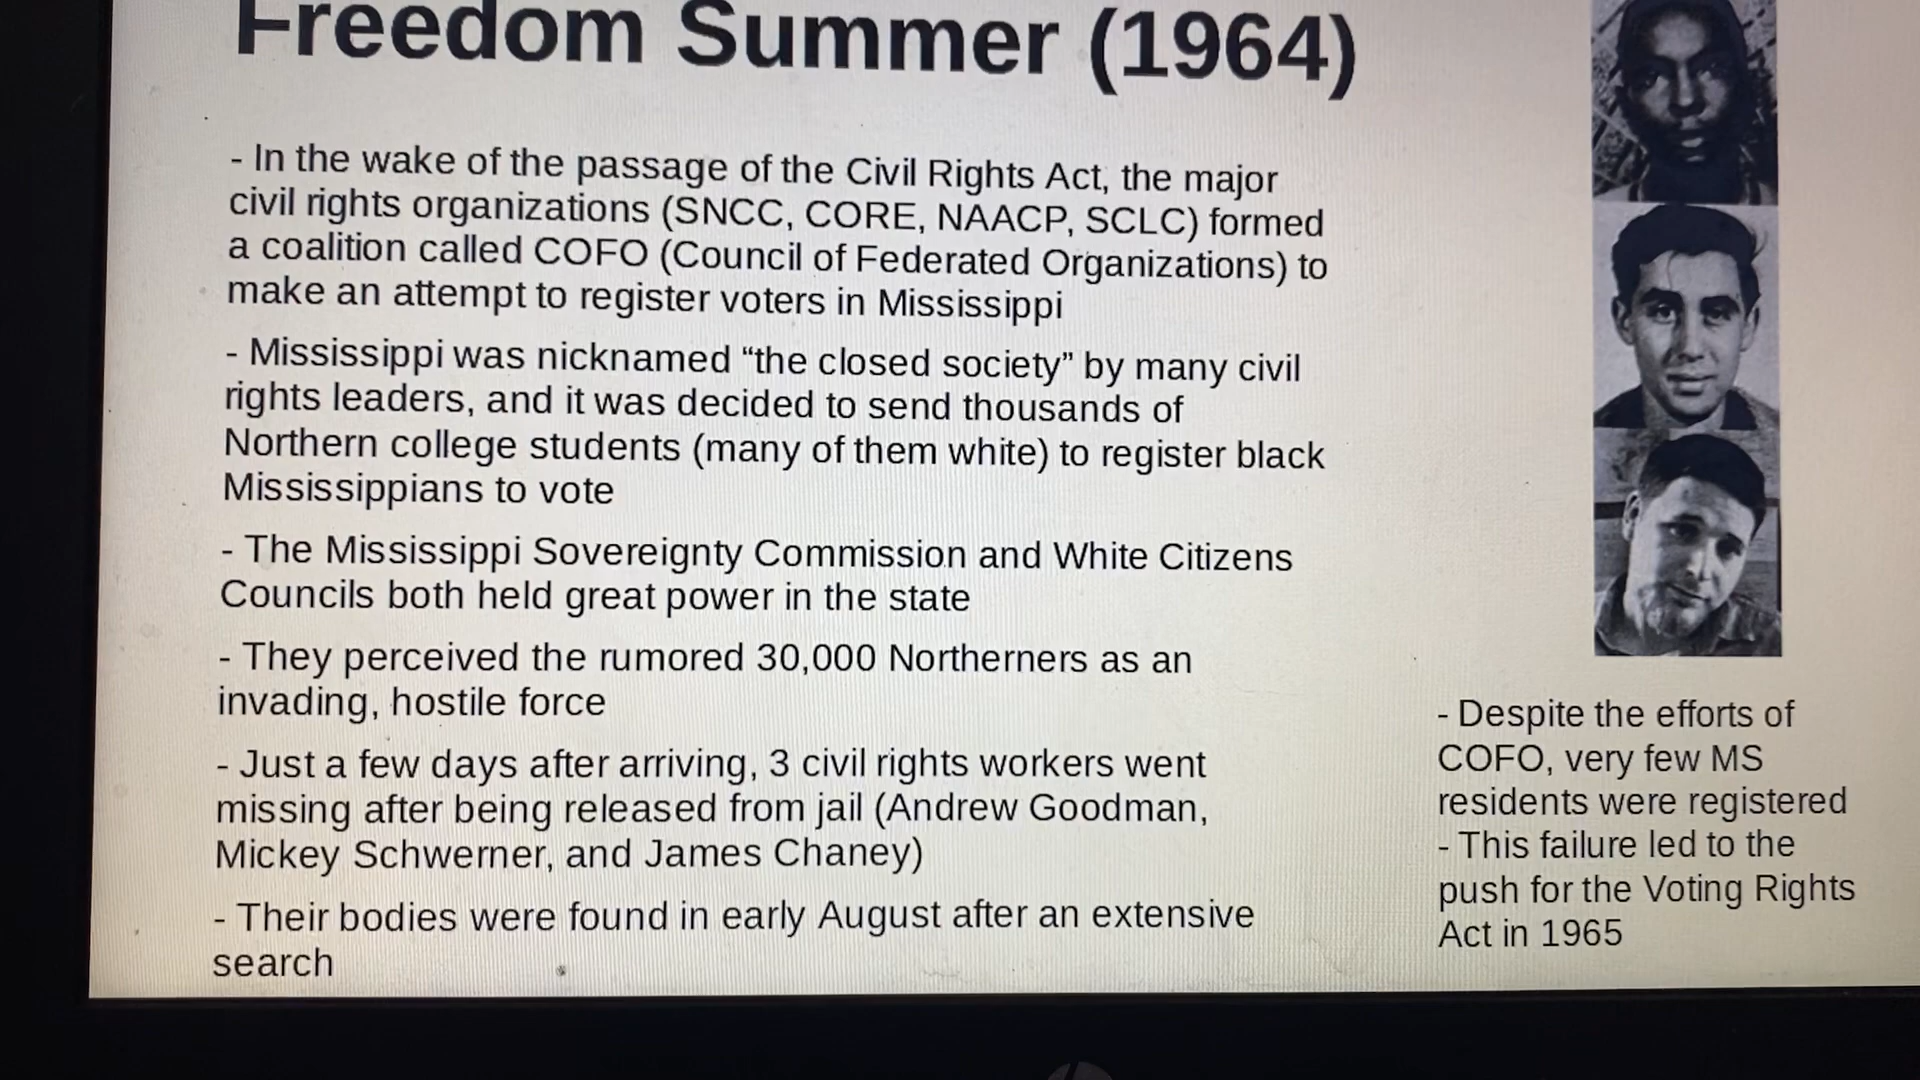 Freedom Summer (1964)
- In the wake of the passage of the Civil Rights Act, the major
civil rights organizations (SNCC, CORE, NAACP, SCLC) formed
a coalition called COFO (Council of Federated Organizations) to
make an attempt to register voters in Mississippi
- Mississippi was nicknamed “the closed society” by many civil
rights leaders, and it was decided to send thousands of
Northern college students (many of them white) to register black
Mississippians to vote
- The Mississippi Sovereignty Commission and White Citizens
Councils both held great power in the state
- They perceived the rumored 30,000 Northerners as an
invading, hostile force
- Just a few days after arriving, 3 civil rights workers went
missing after being released from jail (Andrew Goodman,
Mickey Schwerner, and James Chaney)
- Their bodies were found in early August after an extensive
search
- Despite the efforts of
COFO, very few MS
residents were registered
- This failure led to the
push for the Voting Rights
Act in 1965